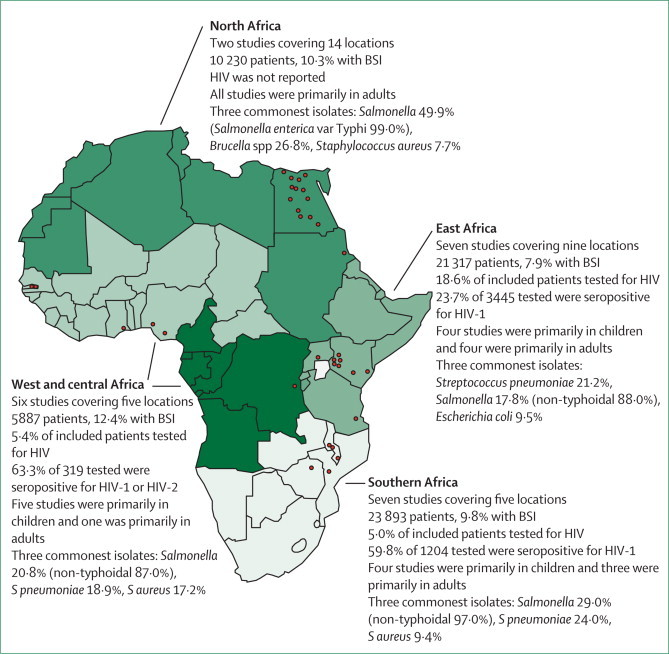 North Africa
Two studies covering 14 locations
10 230 patients, 10·3% with BSI
HIV was not reported
All studies were primarily in adults
Three commonest isolates: Salmonella 49·9%
(Salmonella enterica var Typhi 99·0%),
Brucella spp 26·8%, Staphylococcus aureus 7·7%
East Africa
Seven studies covering nine locations
21 317 patients, 7·9% with BSI
18·6% of included patients tested for HIV
23·7% of 3445 tested were seropositive
for HIV-1
Four studies were primarily in children
and four were primarily in adults
Three commonest isolates:
Streptococcus pneumoniae 21·2%,
Salmonella 17·8% (non-typhoidal 88·0%),
Escherichia coli 9·5%
West and central Africa
Six studies covering five locations
5887 patients, 12·4% with BSI
5·4% of included patients tested
for HIV
63·3% of 319 tested were
seropositive for HIV-1 or HIV-2
Five studies were primarily in
children and one was primarily in
adults
Three commonest isolates: Salmonella
20·8% (non-typhoidal 87·0%),
S pneumoniae 18·9%, S aureus 17·2%
Southern Africa
Seven studies covering five locations
23 893 patients, 9·8% with BSI
5·0% of included patients tested for HIV
59·8% of 1204 tested were seropositive for HIV-1
Four studies were primarily in children and three were
primarily in adults
Three commonest isolates: Salmonella 29·0%
(non-typhoidal 97·0%), S pneumoniae 24·0%,
S aureus 9·4%